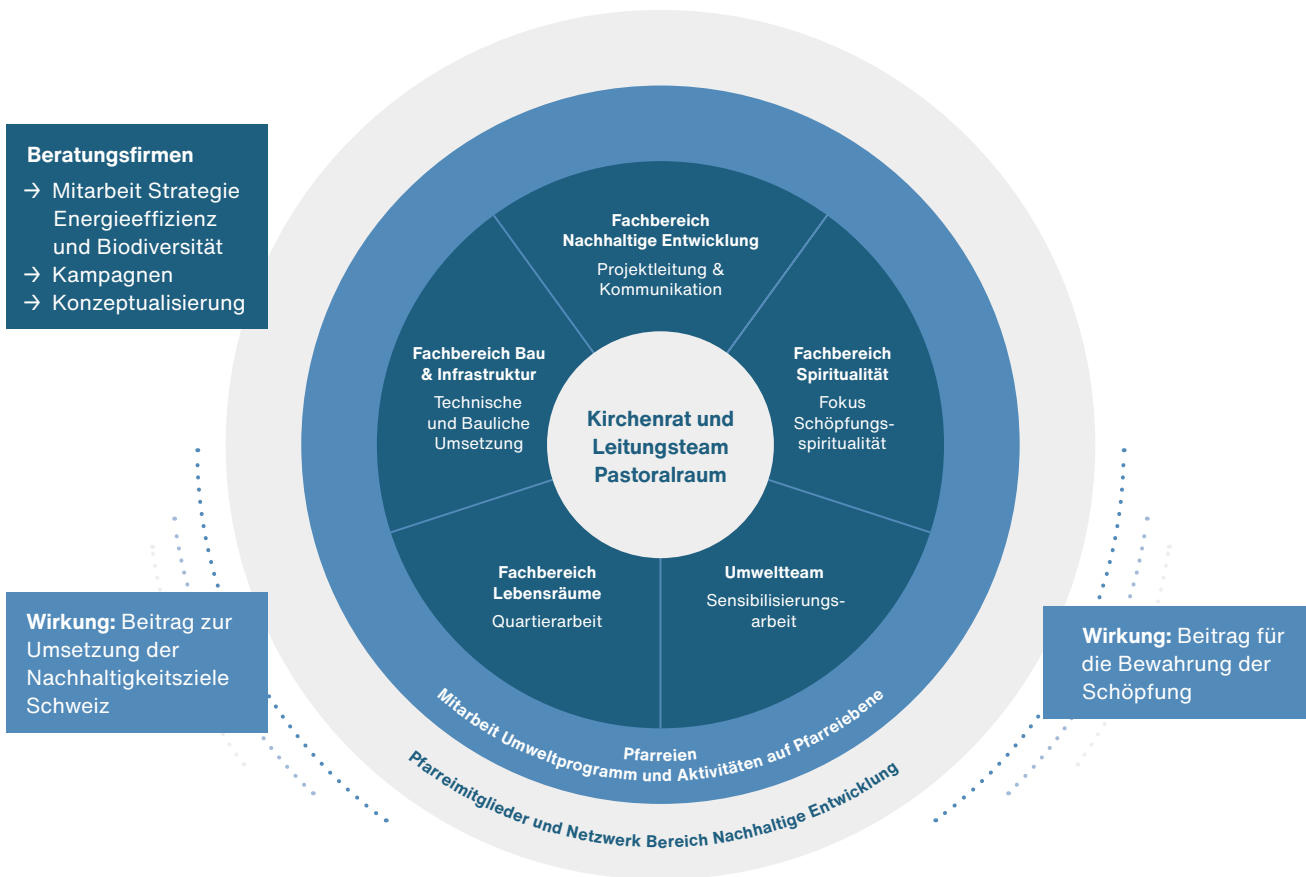 Beratungsfirmen
→ Mitarbeit Strategie
Energieeffizienz
und Biodiversität
→ Kampagnen
→ Konzeptualisierung
Fachbereich
Nachhaltige Entwicklung
Projektleitung &
Kommunikation
Fachbereich Bau
& Infrastruktur
Technische
und Bauliche
Umsetzung
Fachbereich
Spiritualität
Fokus
Schöpfungs-
spiritualität
Kirchenrat und
Leitungsteam
Pastoralraum
Fachbereich
Lebensräume
Quartierarbeit
Umweltteam
Sensibilisierungs-
arbeit
Pfarreien
Mitarbeit Umweltprogramm und Aktivitäten auf Pfarreiebene
Pfarreimitglieder und Netzwerk Bereich Nachhaltige Entwicklung
Wirkung: Beitrag zur
Umsetzung der
Nachhaltigkeitsziele
Schweiz
Wirkung: Beitrag für
die Bewahrung der
Schöpfung